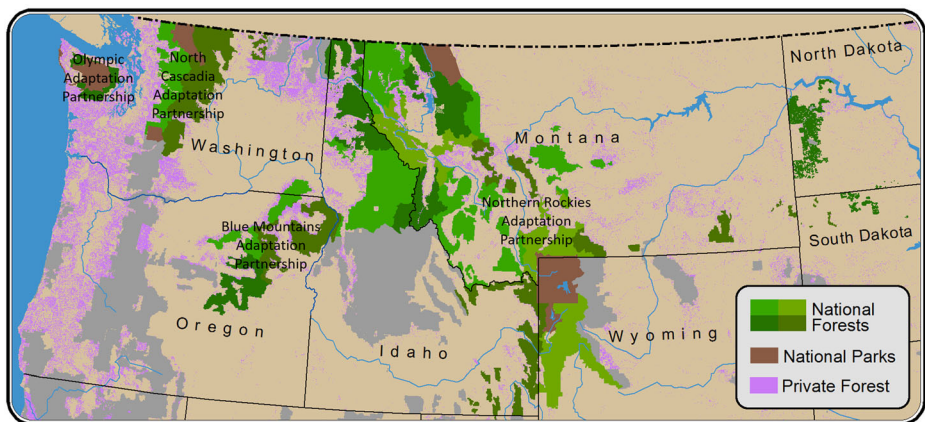 Olympic
Adaptation
Partnership
North
Cascadia
Adaptation
Partnership
North Dakota
Washington
Montana
Northern Rockies
Adaptation
Partnership
Blue Mountains
Adaptation
Partnership
South Dakota
Oregon
Idaho
Wyoming
National
Forests
National Parks
Private Forest